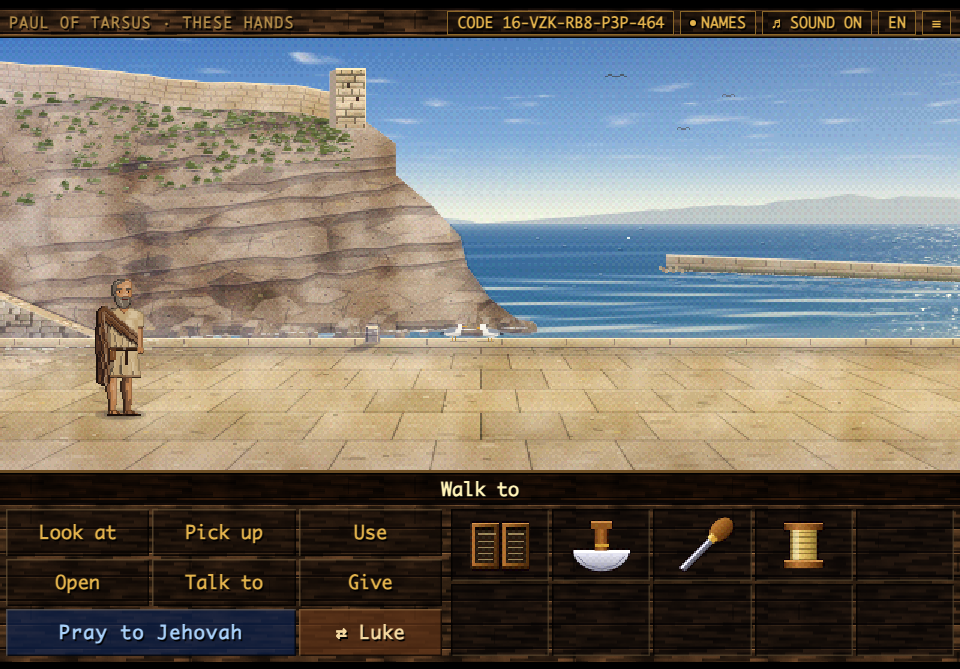 PAUL OF TARSUS · THESE HANDS
CODE 16-VZK-RB8-P3P-464
• NAMES
♬ SOUND ON
EN
≡
Walk to
Look at
Pick up
Use
Open
Talk to
Give
Pray to Jehovah
⇄ Luke